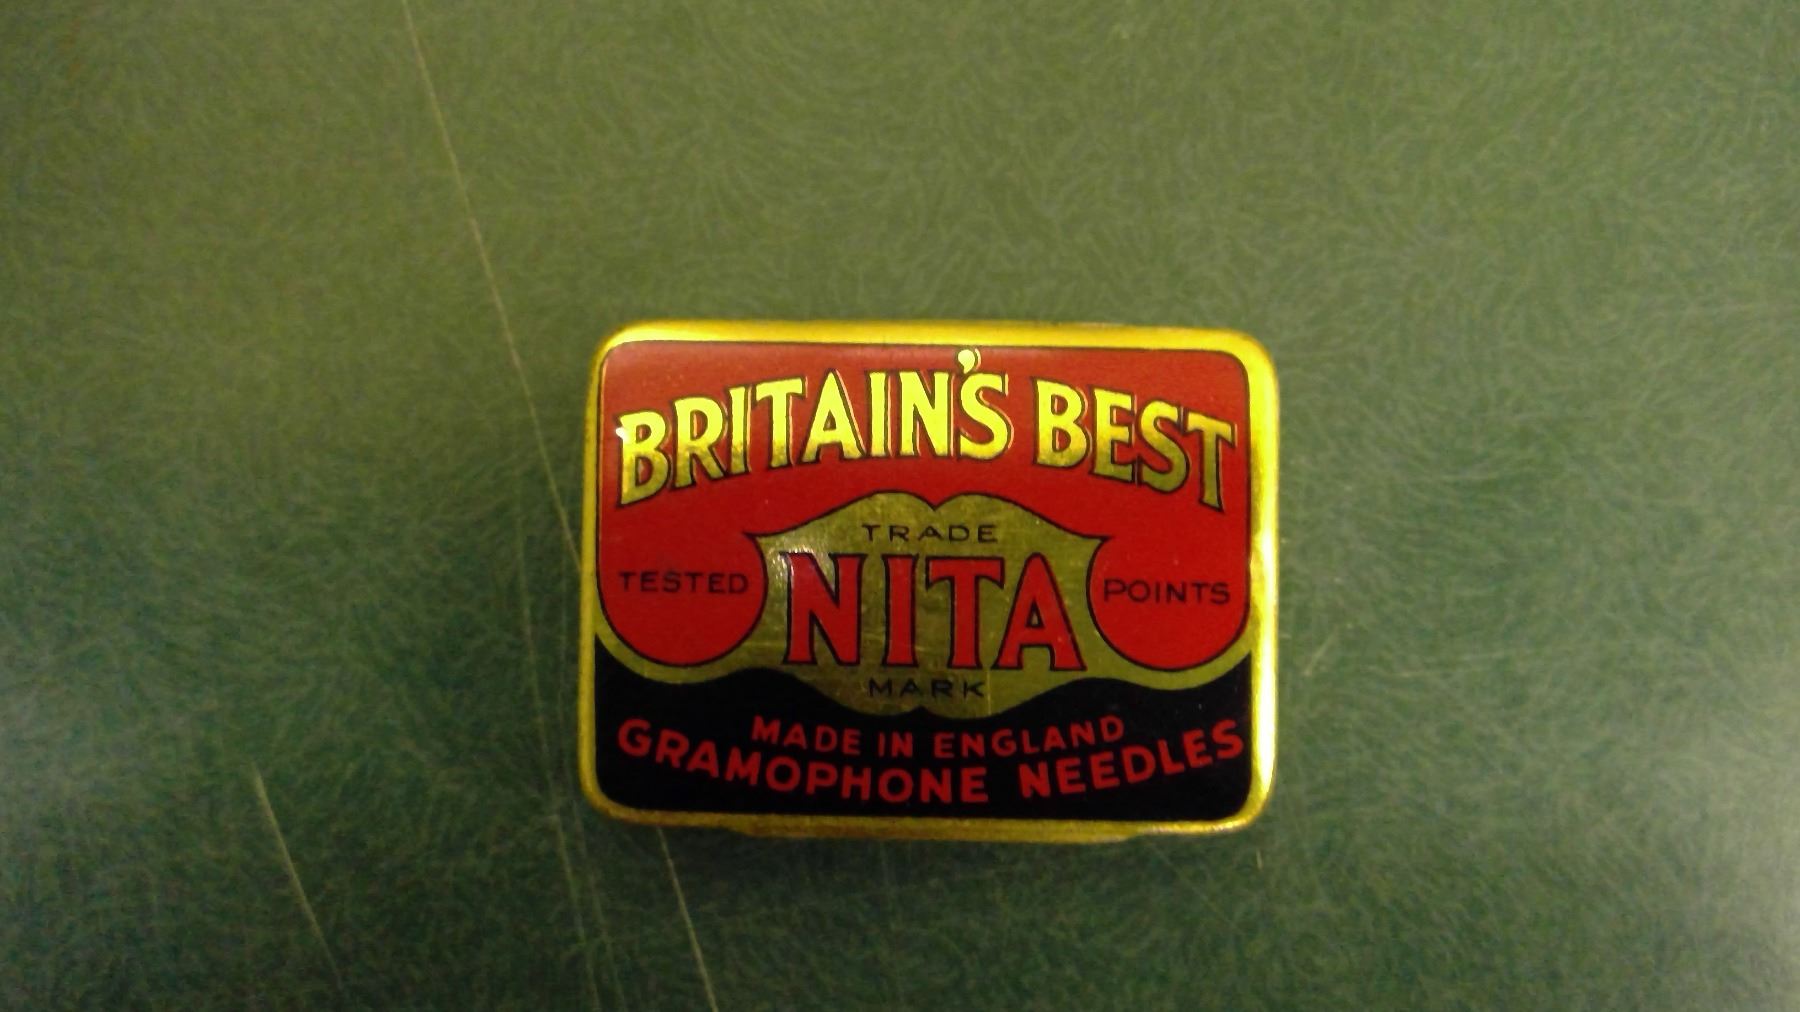 BRITAIN'S BEST
TRADE
TESTED NITA POINTS
MARK
MADE IN ENGLAND
GRAMOPHONE NEEDLES